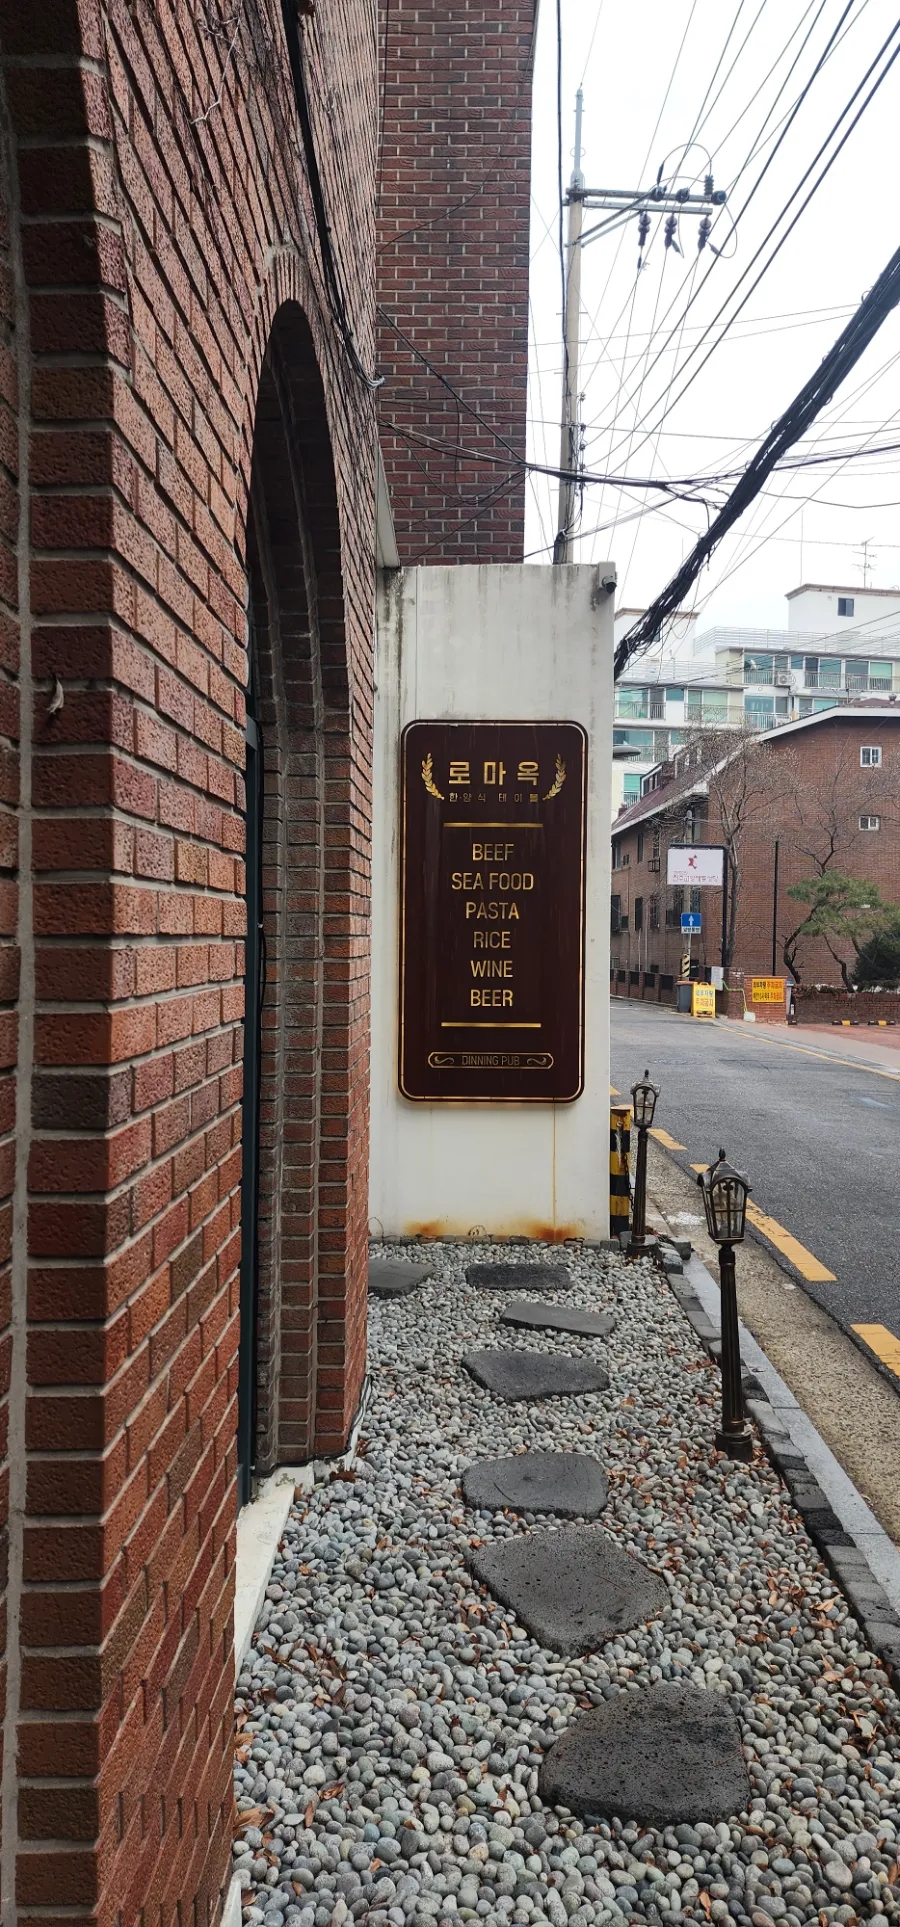 로마옥
한·양식 테이블
BEEF
SEA FOOD
PASTA
RICE
WINE
BEER
DINNING PUB